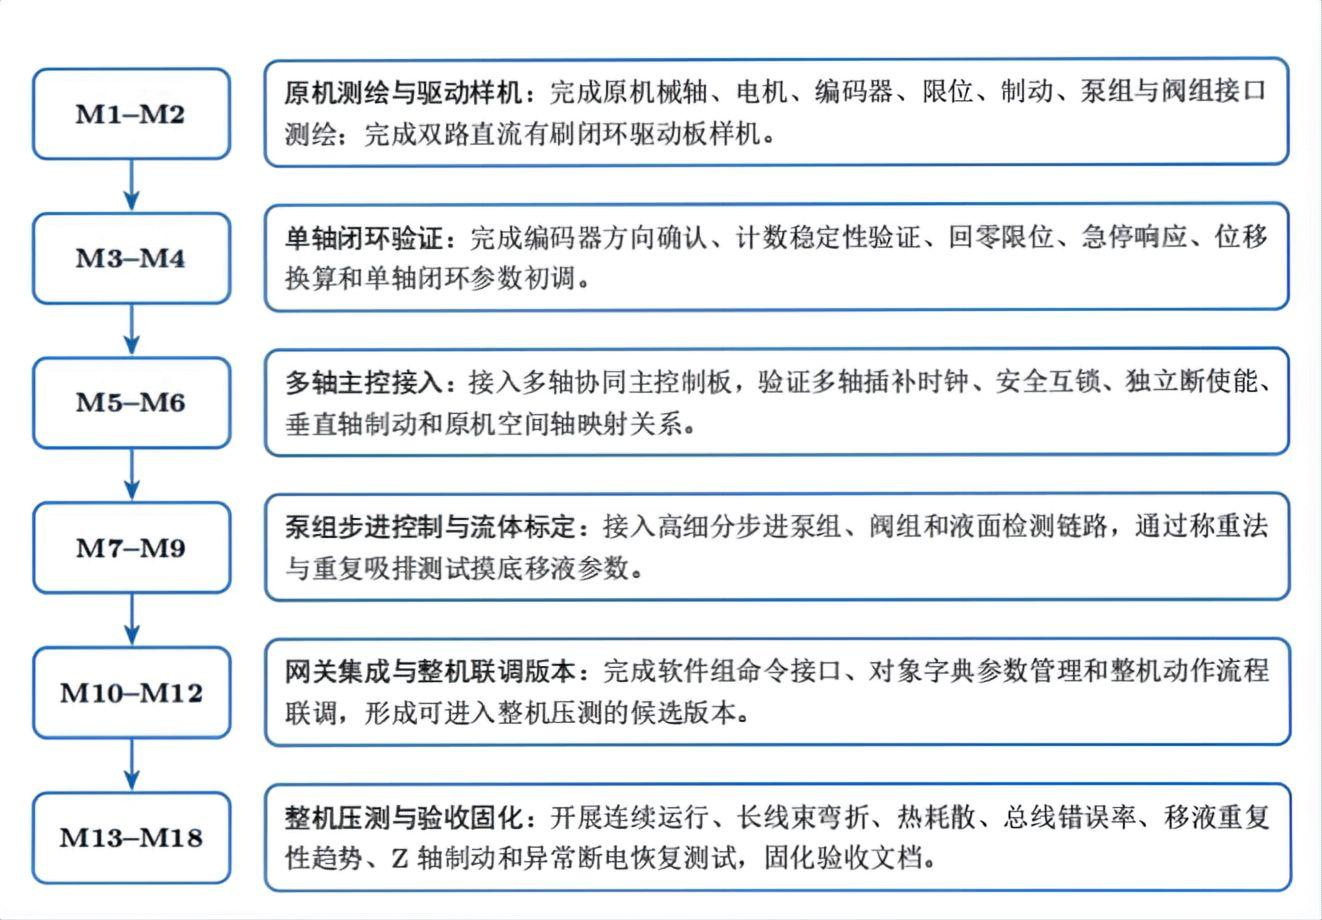 M1–M2
原机测绘与驱动样机：完成原机械轴、电机、编码器、限位、制动、泵组与阀组接口
测绘；完成双路直流有刷闭环驱动板样机。
M3–M4
单轴闭环验证：完成编码器方向确认、计数稳定性验证、回零限位、急停响应、位移
换算和单轴闭环参数初调。
M5–M6
多轴主控接入：接入多轴协同主控制板，验证多轴插补时钟、安全互锁、独立断使能、
垂直轴制动和原机空间轴映射关系。
M7–M9
泵组步进控制与流体标定：接入高细分步进泵组、阀组和液面检测链路，通过称重法
与重复吸排测试摸底移液参数。
M10–M12
网关集成与整机联调版本：完成软件组命令接口、对象字典参数管理和整机动作流程
联调，形成可进入整机压测的候选版本。
M13–M18
整机压测与验收固化：开展连续运行、长线束弯折、热耗散、总线错误率、移液重复
性趋势、Z 轴制动和异常断电恢复测试，固化验收文档。